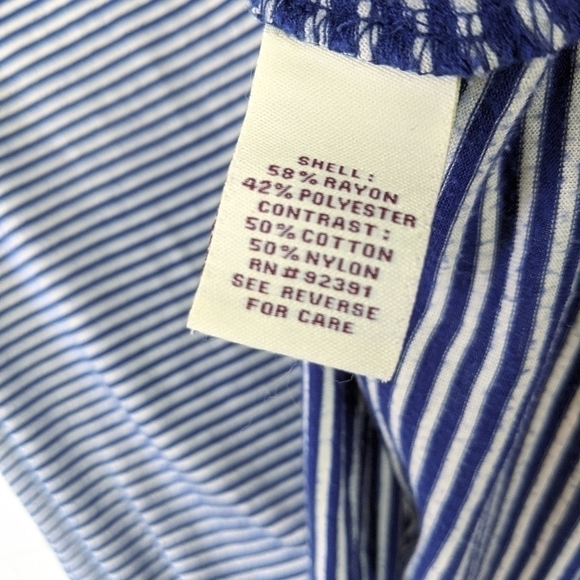 SHELL:
58% RAYON
42% POLYESTER
CONTRAST:
50% COTTON
50% NYLON
RN#92391
SEE REVERSE
FOR CARE